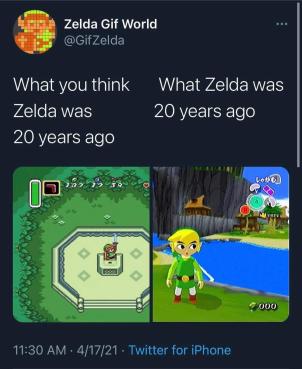 Zelda Gif World
@GifZelda
What you think
Zelda was
20 years ago
What Zelda was
20 years ago
000
11:30 AM · 4/17/21 · Twitter for iPhone